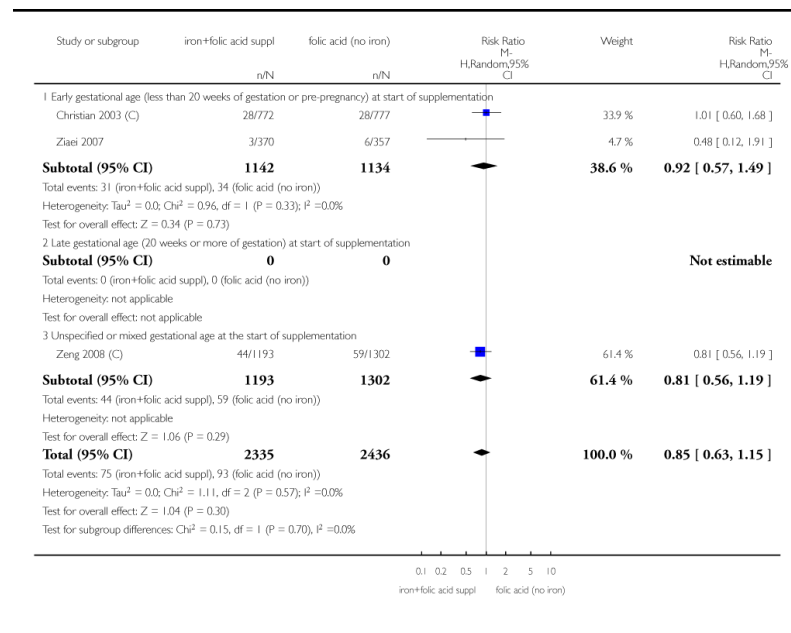 Study or subgroup iron+folic acid suppl folic acid (no iron) Risk Ratio Weight Risk Ratio
M- M-
H,Random,95% H,Random,95%
n/N n/N CI CI
1 Early gestational age (less than 20 weeks of gestation or pre-pregnancy) at start of supplementation
Christian 2003 (C) 28/772 28/777 33.9 % 1.01 [ 0.60, 1.68 ]
Ziaei 2007 3/370 6/357 4.7 % 0.48 [ 0.12, 1.91 ]
Subtotal (95% CI) 1142 1134 38.6 % 0.92 [ 0.57, 1.49 ]
Total events: 31 (iron+folic acid suppl), 34 (folic acid (no iron))
Heterogeneity: Tau² = 0.0; Chi² = 0.96, df = 1 (P = 0.33); I² =0.0%
Test for overall effect: Z = 0.34 (P = 0.73)
2 Late gestational age (20 weeks or more of gestation) at start of supplementation
Subtotal (95% CI) 0 0 Not estimable
Total events: 0 (iron+folic acid suppl), 0 (folic acid (no iron))
Heterogeneity: not applicable
Test for overall effect: not applicable
3 Unspecified or mixed gestational age at the start of supplementation
Zeng 2008 (C) 44/1193 59/1302 61.4 % 0.81 [ 0.56, 1.19 ]
Subtotal (95% CI) 1193 1302 61.4 % 0.81 [ 0.56, 1.19 ]
Total events: 44 (iron+folic acid suppl), 59 (folic acid (no iron))
Heterogeneity: not applicable
Test for overall effect: Z = 1.06 (P = 0.29)
Total (95% CI) 2335 2436 100.0 % 0.85 [ 0.63, 1.15 ]
Total events: 75 (iron+folic acid suppl), 93 (folic acid (no iron))
Heterogeneity: Tau² = 0.0; Chi² = 1.11, df = 2 (P = 0.57); I² =0.0%
Test for overall effect: Z = 1.04 (P = 0.30)
Test for subgroup differences: Chi² = 0.15, df = 1 (P = 0.70), I² =0.0%
0.1 0.2 0.5 1 2 5 10
iron+folic acid suppl folic acid (no iron)